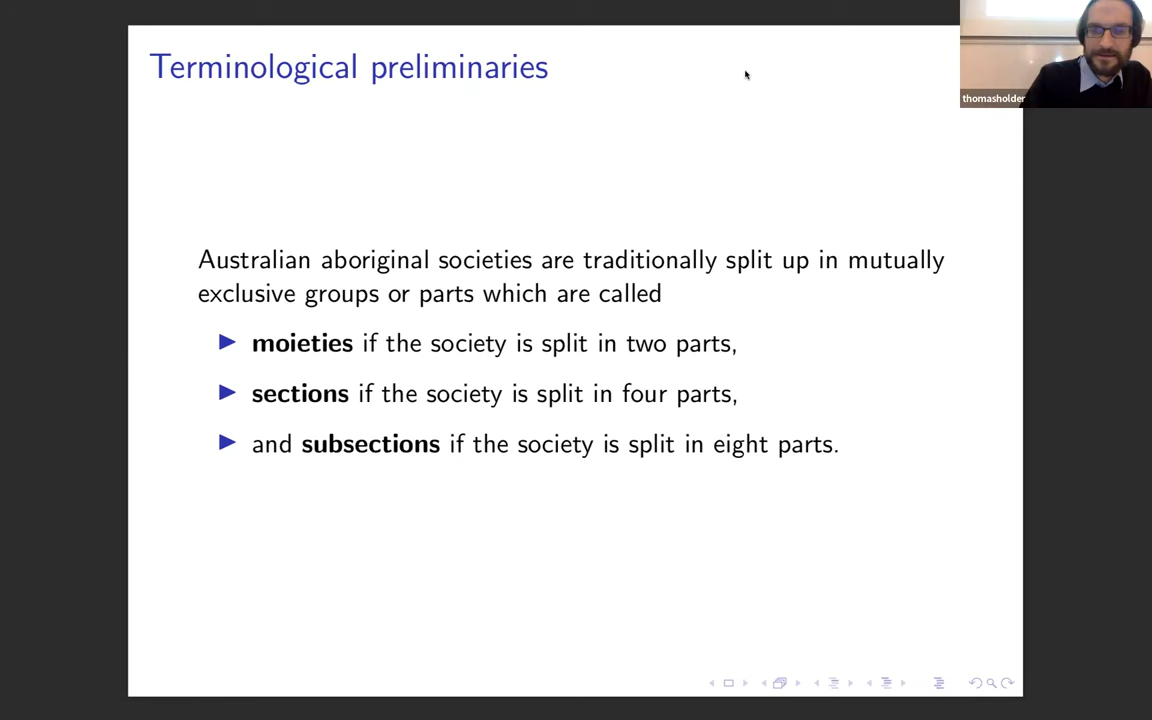 Terminological preliminaries
thomasholder
Australian aboriginal societies are traditionally split up in mutually
exclusive groups or parts which are called
moieties if the society is split in two parts,
sections if the society is split in four parts,
and subsections if the society is split in eight parts.